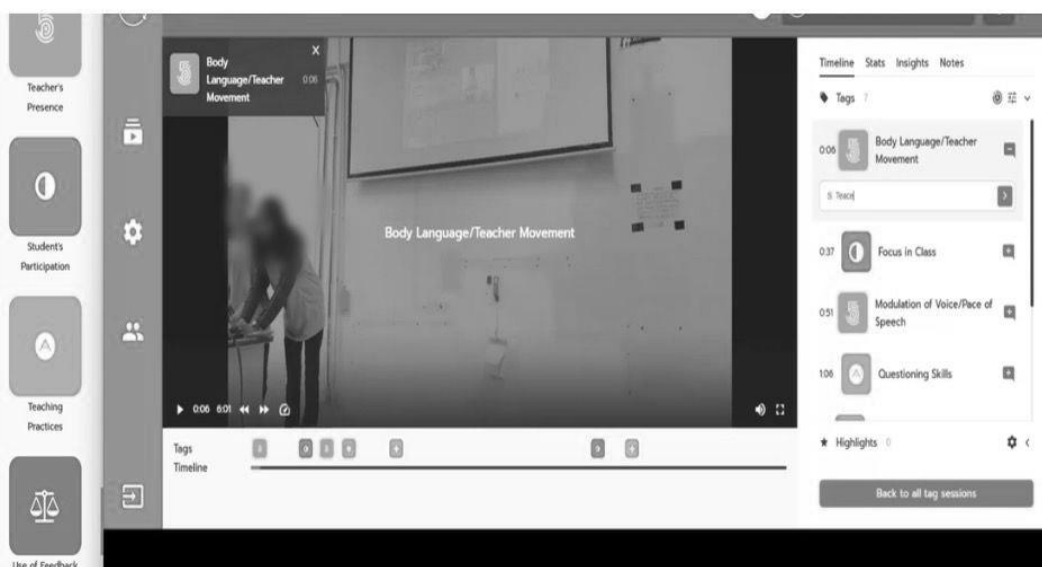 Teacher's
Presence
Student's
Participation
Teaching
Practices
Use of Feedback
Body
Language/Teacher
Movement
0:06
X
Body Language/Teacher Movement
0:06 6:01
Tags
Timeline
Timeline Stats Insights Notes
Tags 7
0:06 Body Language/Teacher
Movement
Teace
0:37 Focus in Class
0:51 Modulation of Voice/Pace of
Speech
1:06 Questioning Skills
Highlights 0
Back to all tag sessions